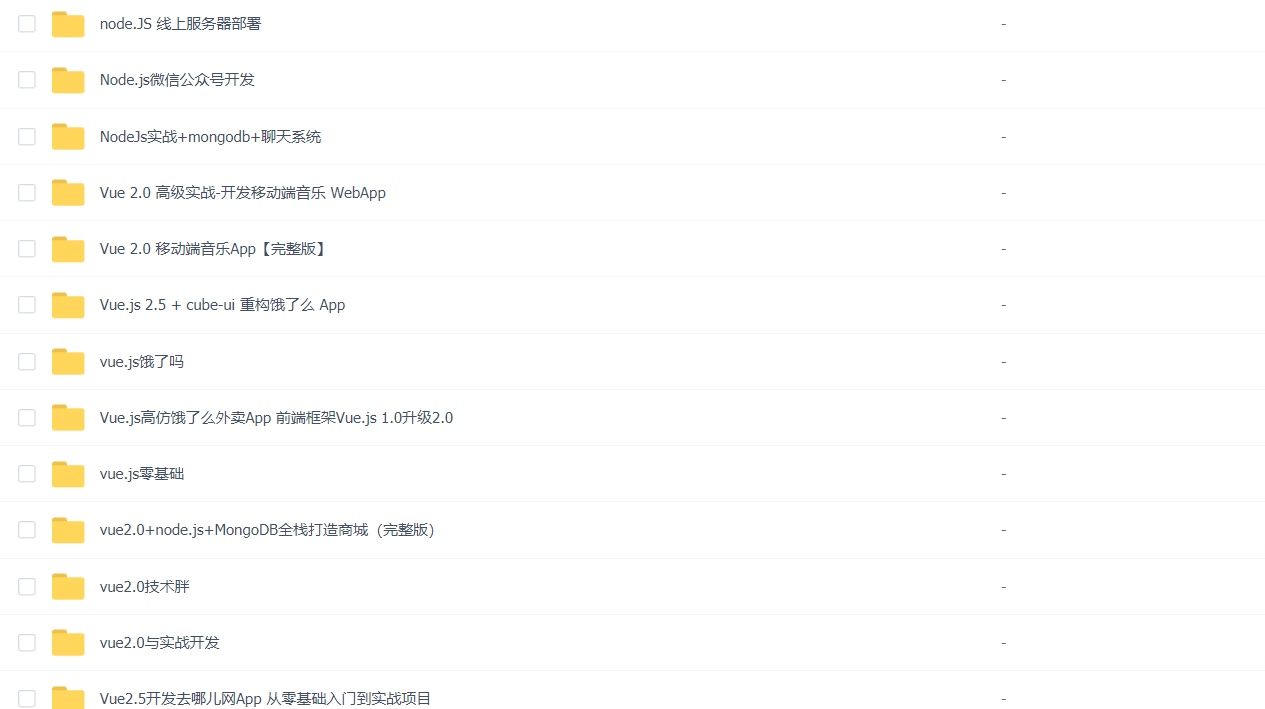 node.JS 线上服务器部署 -
Node.js微信公众号开发 -
NodeJs实战+mongodb+聊天系统 -
Vue 2.0 高级实战-开发移动端音乐 WebApp -
Vue 2.0 移动端音乐App【完整版】 -
Vue.js 2.5 + cube-ui 重构饿了么 App -
vue.js饿了吗 -
Vue.js高仿饿了么外卖App 前端框架Vue.js 1.0升级2.0 -
vue.js零基础 -
vue2.0+node.js+MongoDB全栈打造商城（完整版） -
vue2.0技术胖 -
vue2.0与实战开发 -
Vue2.5开发去哪儿网App 从零基础入门到实战项目 -